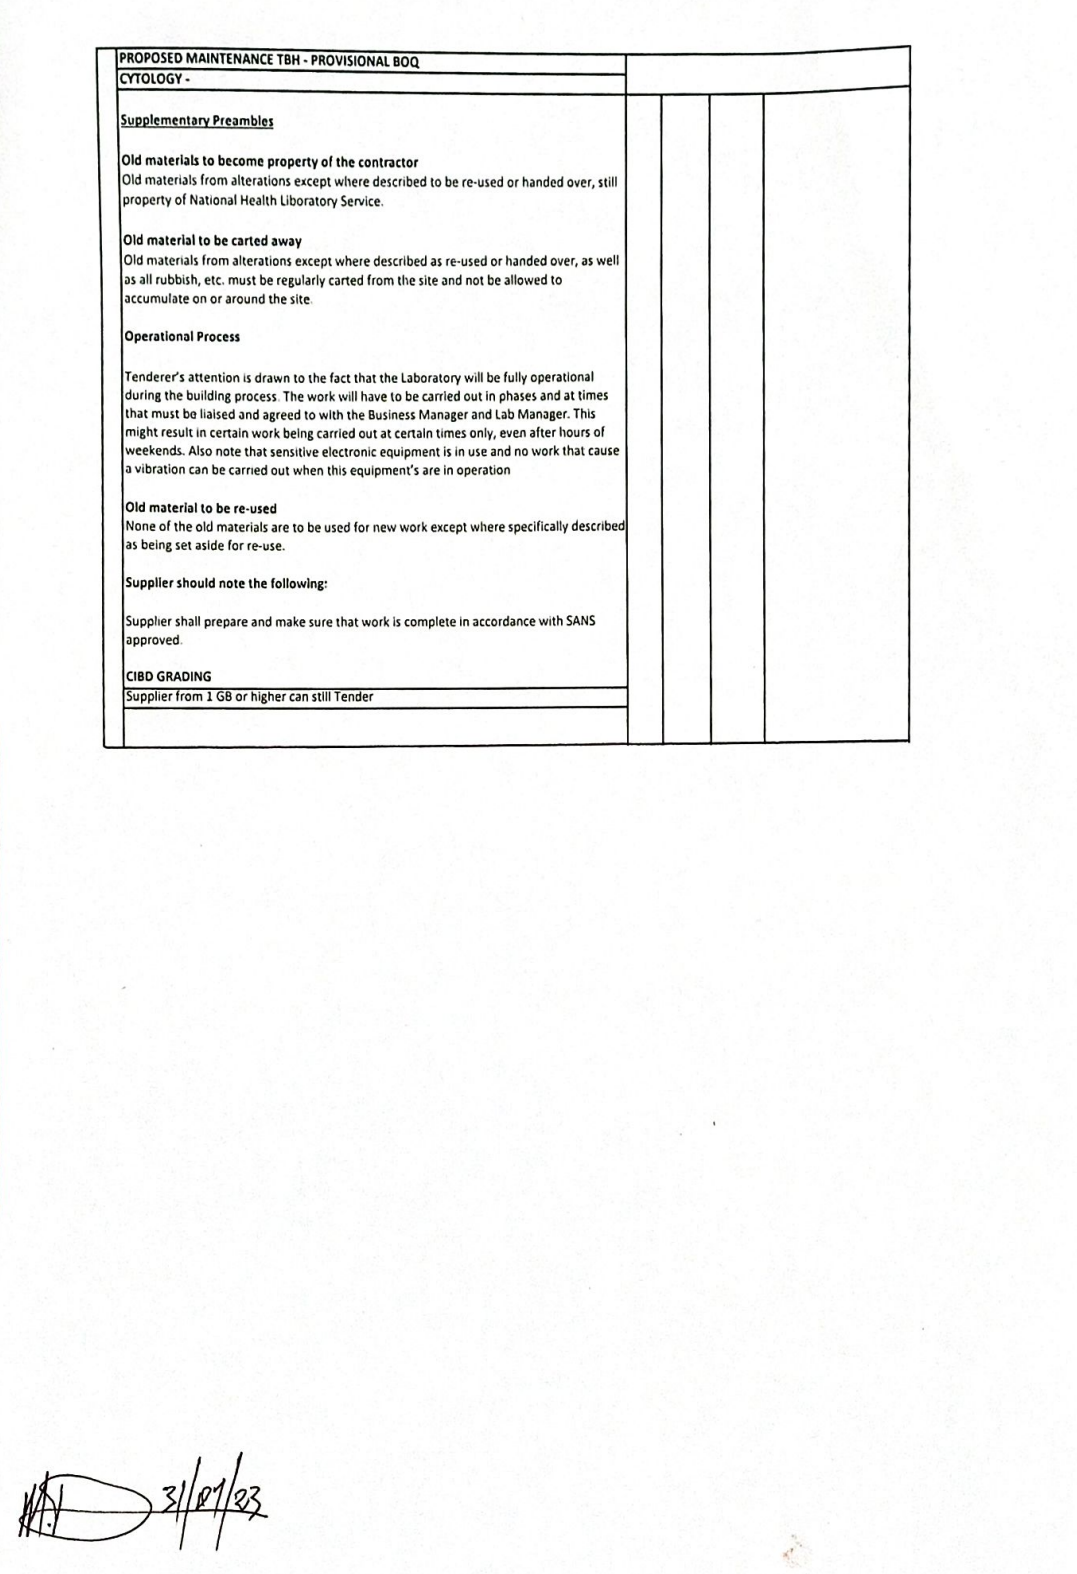 PROPOSED MAINTENANCE TBH - PROVISIONAL BOQ
CYTOLOGY -
Supplementary Preambles
Old materials to become property of the contractor
Old materials from alterations except where described to be re-used or handed over, still
property of National Health Liboratory Service.
Old material to be carted away
Old materials from alterations except where described as re-used or handed over, as well
as all rubbish, etc. must be regularly carted from the site and not be allowed to
accumulate on or around the site.
Operational Process
Tenderer's attention is drawn to the fact that the Laboratory will be fully operational
during the building process. The work will have to be carried out in phases and at times
that must be liaised and agreed to with the Business Manager and Lab Manager. This
might result in certain work being carried out at certain times only, even after hours of
weekends. Also note that sensitive electronic equipment is in use and no work that cause
a vibration can be carried out when this equipment's are in operation
Old material to be re-used
None of the old materials are to be used for new work except where specifically described
as being set aside for re-use.
Supplier should note the following:
Supplier shall prepare and make sure that work is complete in accordance with SANS
approved.
CIBD GRADING
Supplier from 1 GB or higher can still Tender
31/07/23